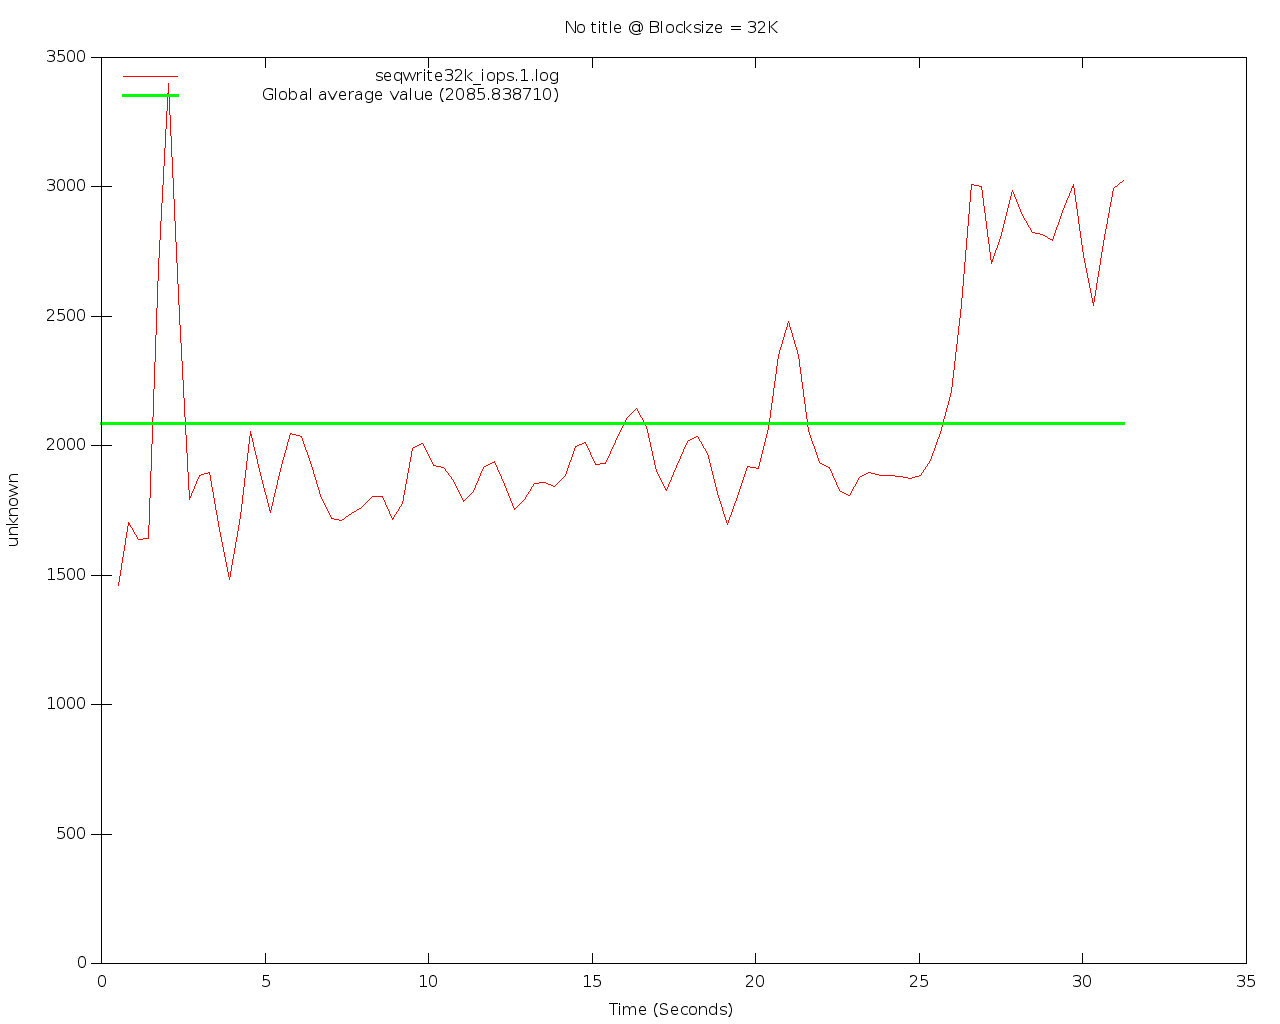 No title @ Blocksize = 32K
seqwrite32k_iops.1.log
Global average value (2085.838710)
3500
3000
2500
2000
1500
1000
500
0
unknown
0 5 10 15 20 25 30 35
Time (Seconds)